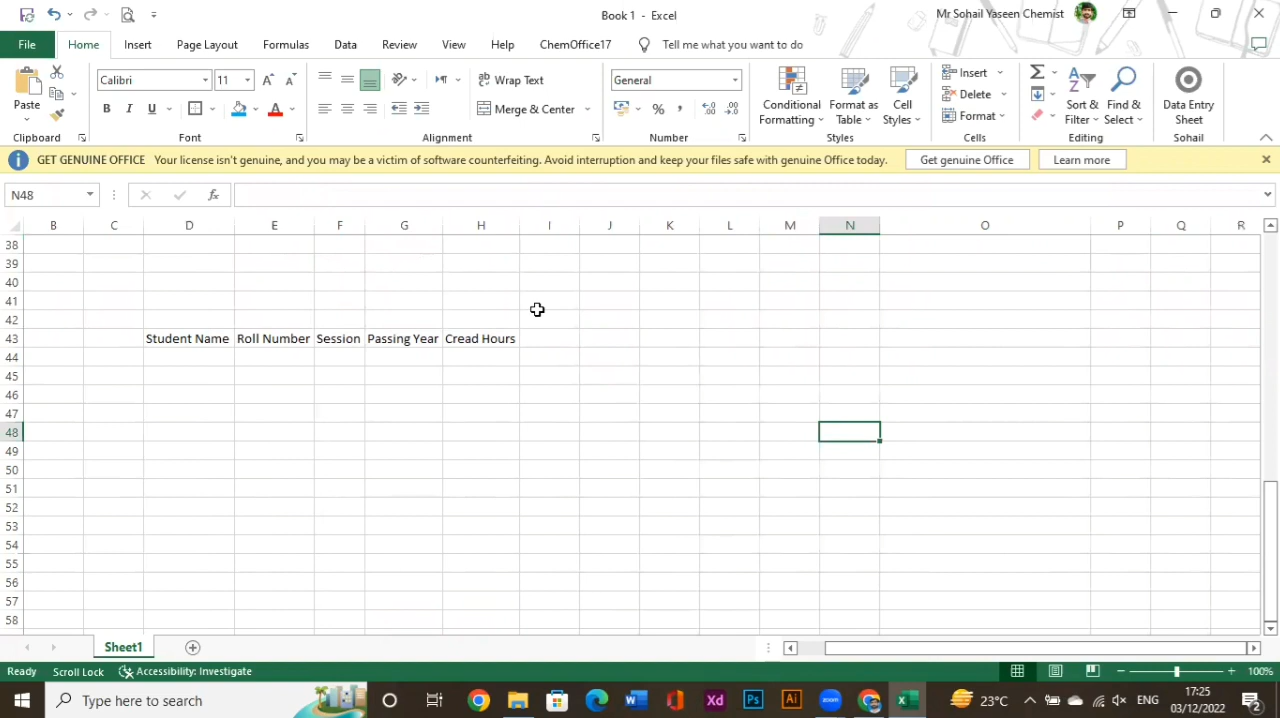 Book 1 - Excel
Mr Sohail Yaseen Chemist
File Home Insert Page Layout Formulas Data Review View Help ChemOffice17 Tell me what you want to do
Paste
Calibri 11
B I U A
A A
Wrap Text
Merge & Center
General
%
Conditional Formatting
Format as Table
Cell Styles
Insert
Delete
Format
Sort & Filter
Find & Select
Data Entry Sheet
Clipboard Font Alignment Number Styles Cells Editing Sohail
GET GENUINE OFFICE Your license isn't genuine, and you may be a victim of software counterfeiting. Avoid interruption and keep your files safe with genuine Office today. Get genuine Office Learn more
N48 fx
B C D E F G H I J K L M N O P Q R
38
39
40
41
42
43 Student Name Roll Number Session Passing Year Cread Hours
44
45
46
47
48
49
50
51
52
53
54
55
56
57
58
Sheet1
Ready Scroll Lock Accessibility: Investigate 100%
Type here to search
Xd Ps Ai zoom
23°C
ENG
17:25
03/12/2022
2